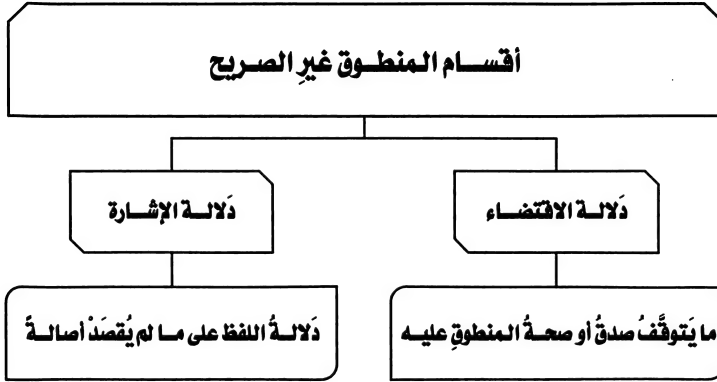 أقسام المنطوق غيرِ الصريح
دَلالة الاقتضاء
دَلالة الإشارة
ما يَتوقَّفُ صدقُ أو صحةُ المنطوقِ عليه
دَلالةُ اللفظ على ما لم يُقصَدْ أصالةً